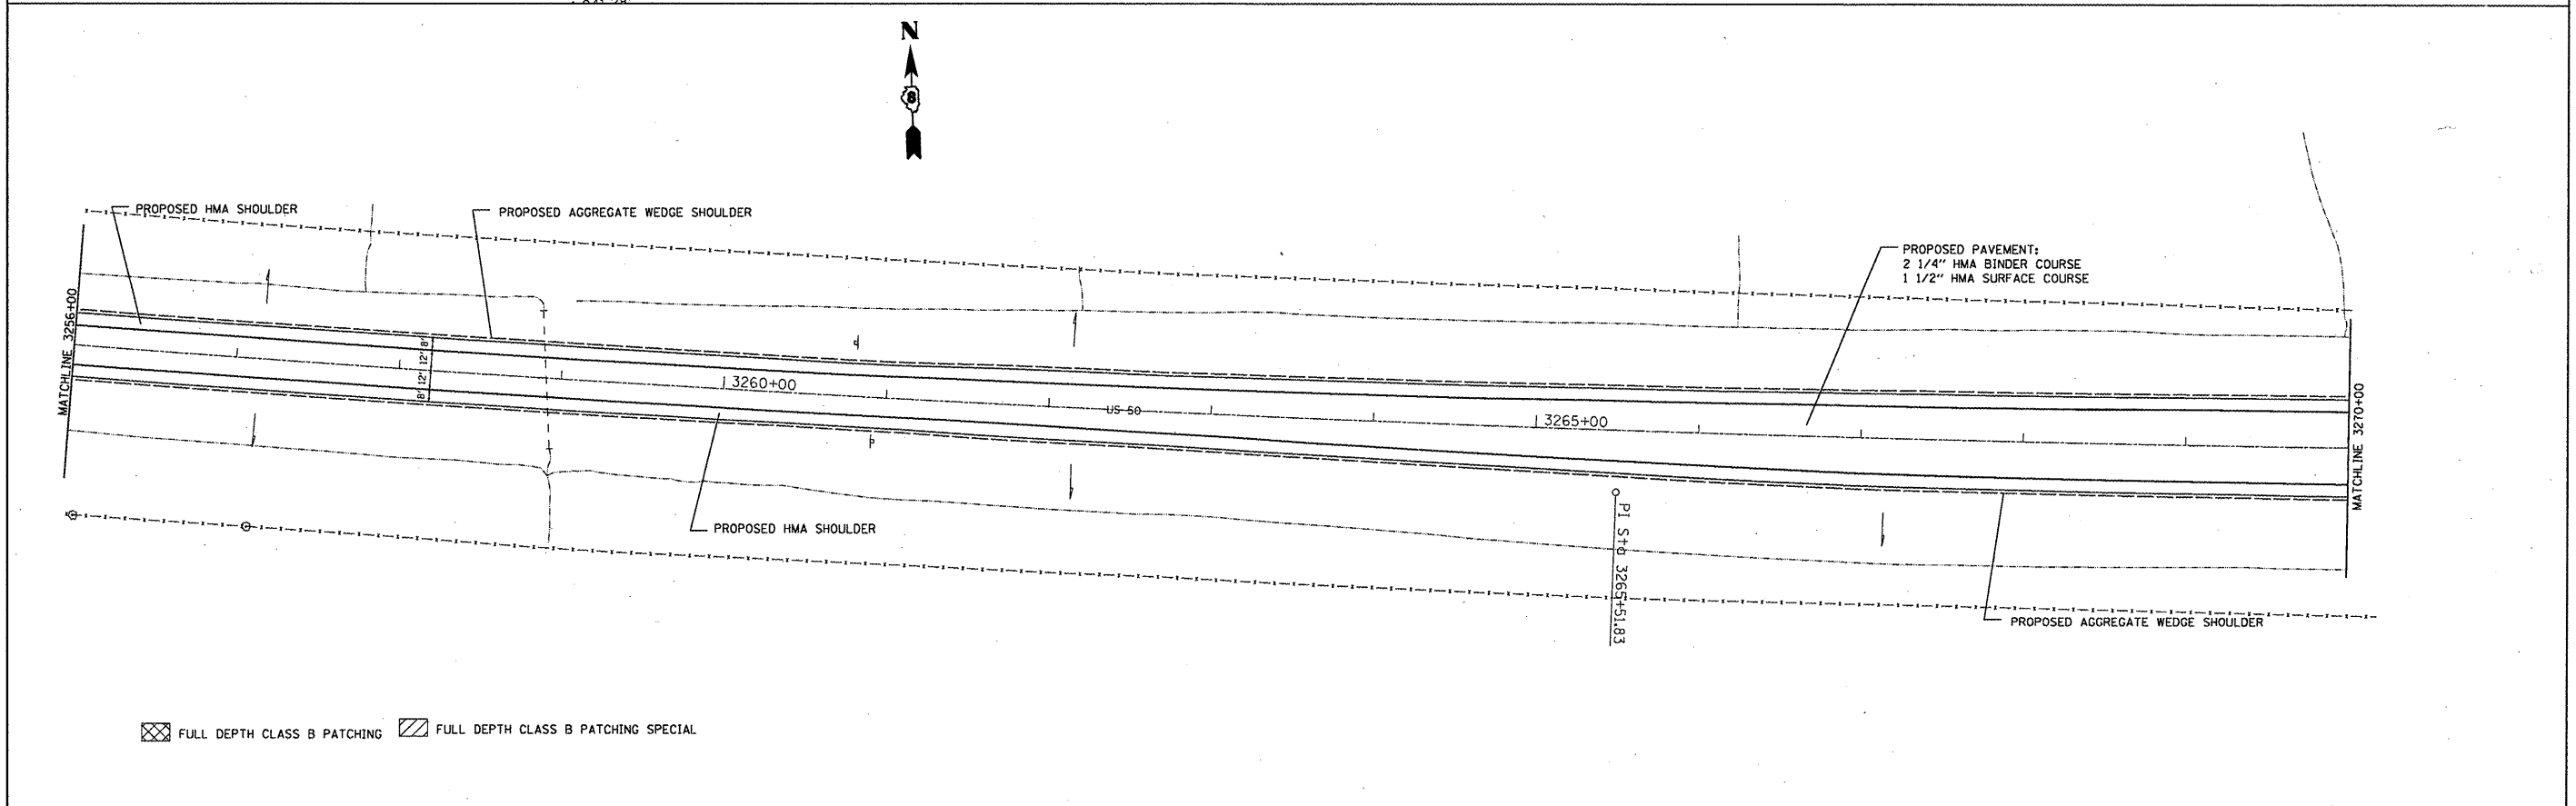 N
PROPOSED HMA SHOULDER
PROPOSED AGGREGATE WEDGE SHOULDER
PROPOSED PAVEMENT:
2 1/4" HMA BINDER COURSE
1 1/2" HMA SURFACE COURSE
MATCHLINE 3256+00
8' 12' 12' 8'
3260+00
US 50
3265+00
MATCHLINE 3270+00
PROPOSED HMA SHOULDER
PI Sta 3265+51.83
PROPOSED AGGREGATE WEDGE SHOULDER
FULL DEPTH CLASS B PATCHING
FULL DEPTH CLASS B PATCHING SPECIAL